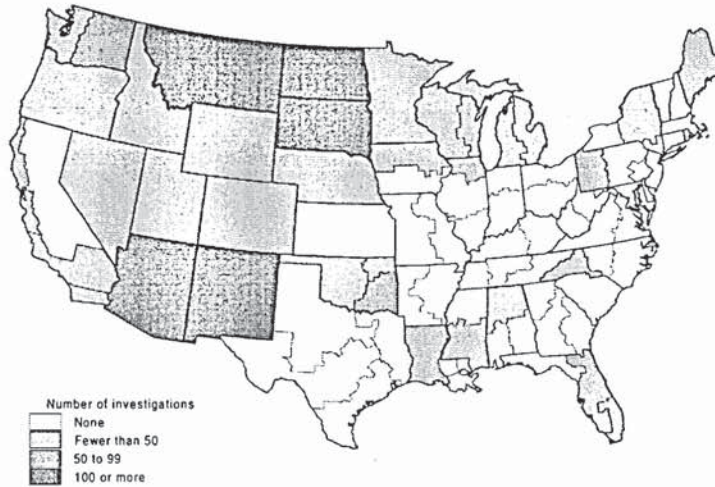 Number of investigations
None
Fewer than 50
50 to 99
100 or more